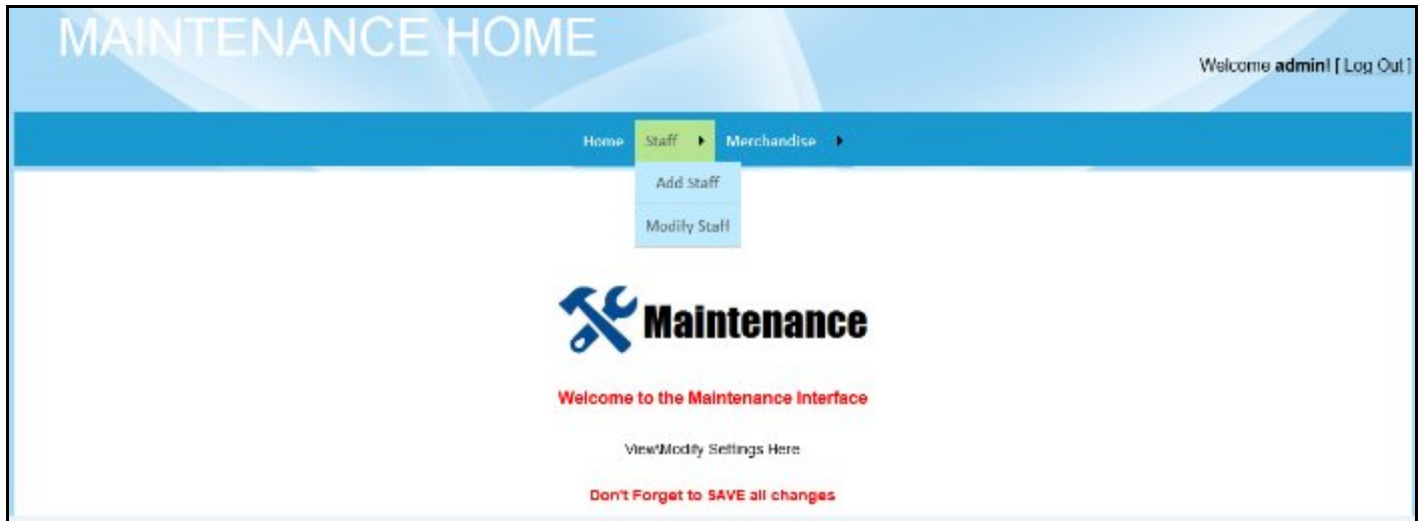 MAINTENANCE HOME
Welcome admin! [ Log Out ]
Home Staff Merchandise
Add Staff
Modify Staff
Maintenance
Welcome to the Maintenance Interface
View\Modify Settings Here
Don't Forget to SAVE all changes